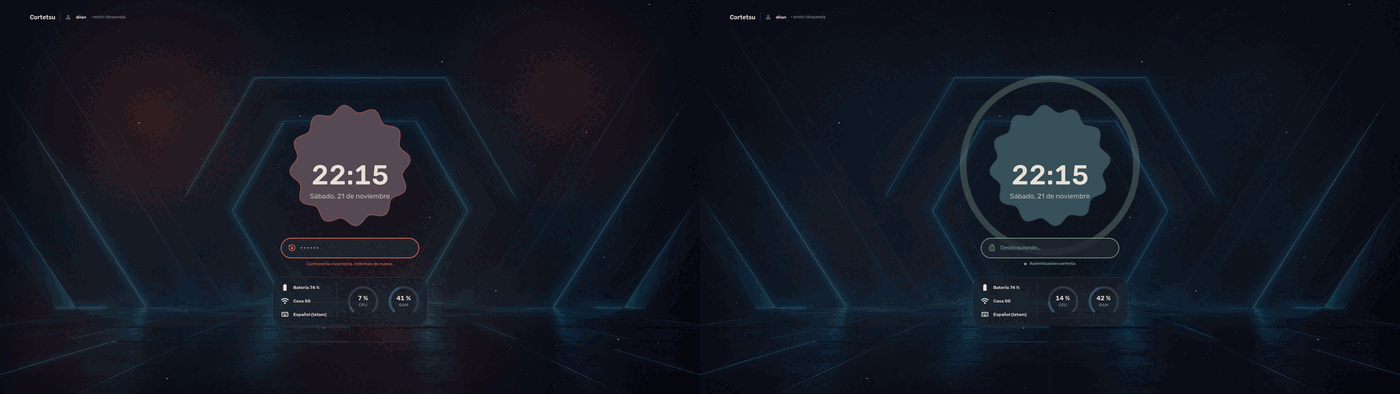 Cortetsu dilan · sesión bloqueada
22:15
Sábado, 21 de noviembre
Contraseña incorrecta. Inténtalo de nuevo.
Batería 74 %
Casa 5G
Español (latam)
7 %
CPU
41 %
RAM
Cortetsu dilan · sesión bloqueada
22:15
Sábado, 21 de noviembre
Desbloqueando…
Autenticación correcta
Batería 74 %
Casa 5G
Español (latam)
14 %
CPU
42 %
RAM